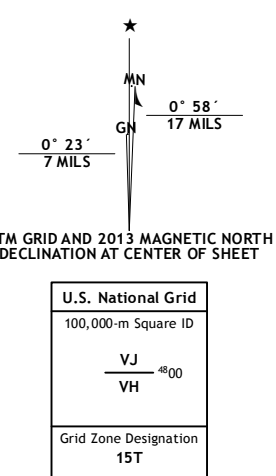 MN
0° 58´
17 MILS
GN
0° 23´
7 MILS
TM GRID AND 2013 MAGNETIC NORTH
DECLINATION AT CENTER OF SHEET
U.S. National Grid
100,000-m Square ID
VJ
4800
VH
Grid Zone Designation
15T